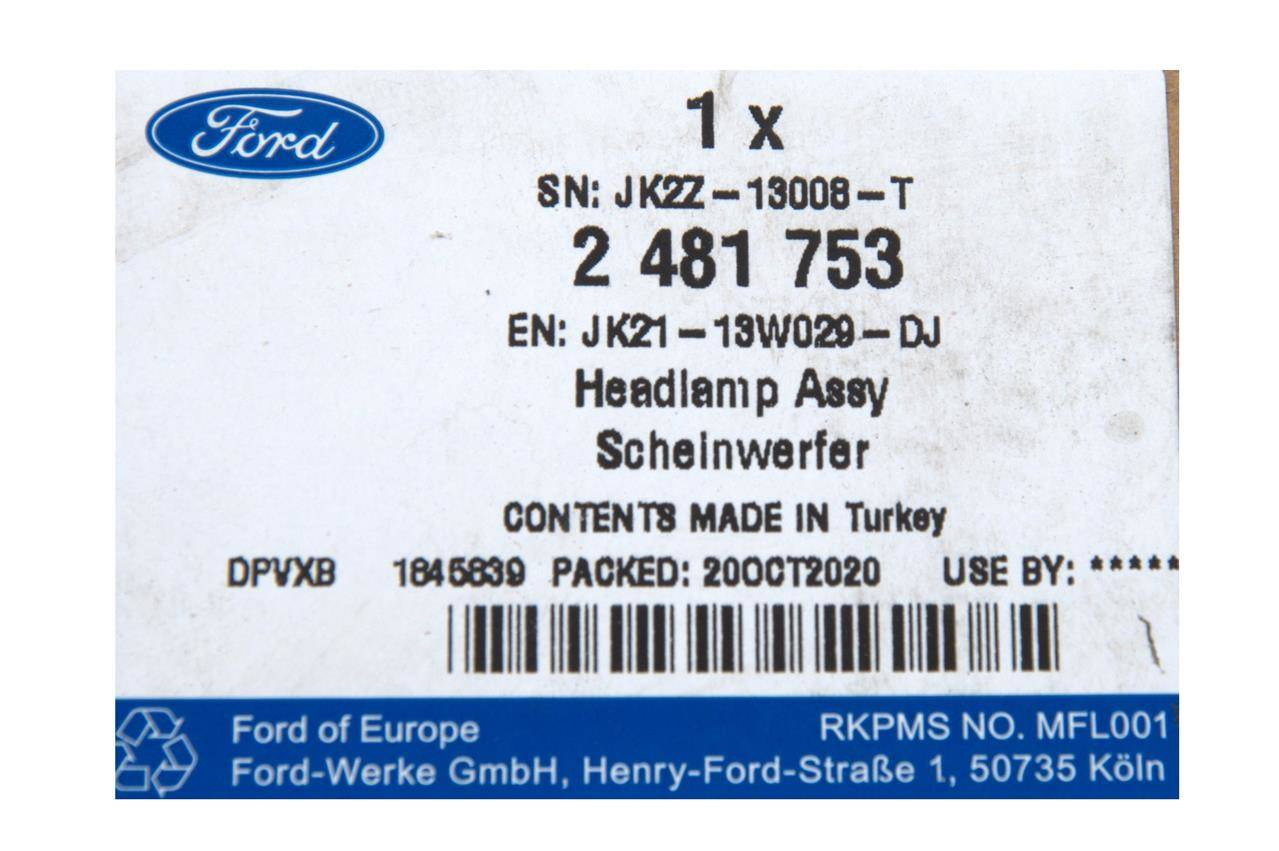 Ford
1 x
SN: JK2Z-13008-T
2 481 753
EN: JK21-13W029-DJ
Headlamp Assy
Scheinwerfer
CONTENTS MADE IN Turkey
DPVXB 1845839 PACKED: 20OCT2020 USE BY: *****
Ford of Europe RKPMS NO. MFL001
Ford-Werke GmbH, Henry-Ford-Straße 1, 50735 Köln